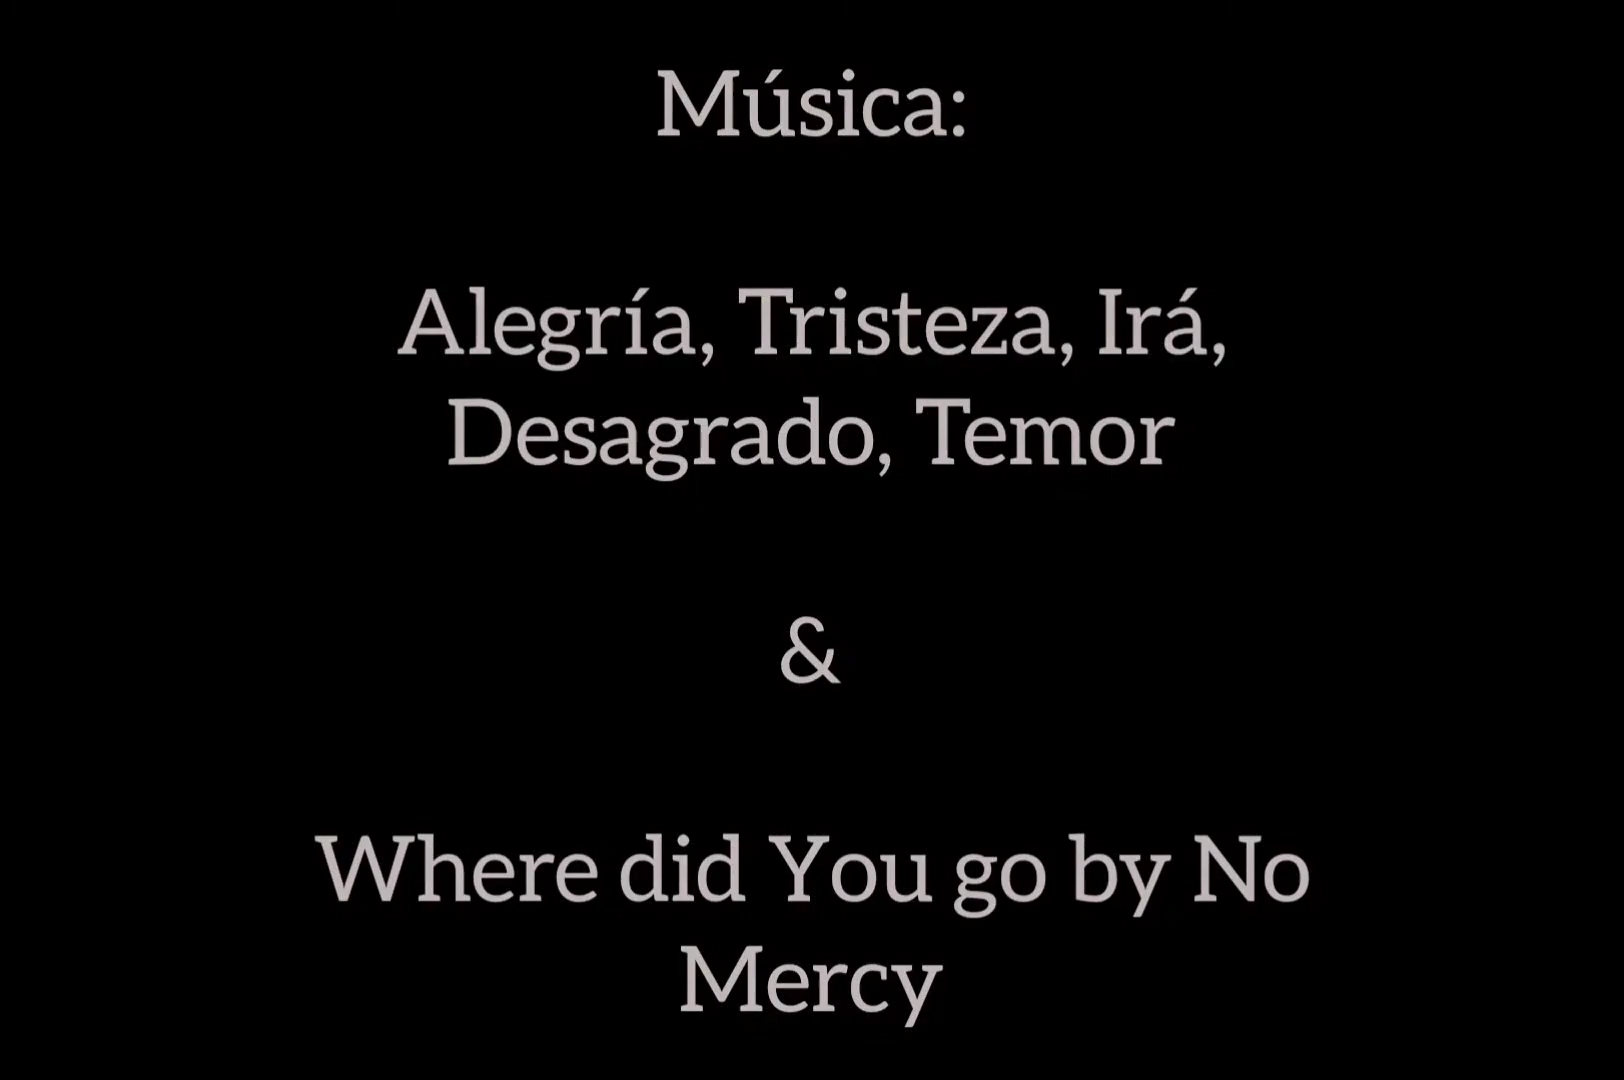 Música:
Alegría, Tristeza, Irá,
Desagrado, Temor
&
Where did You go by No
Mercy